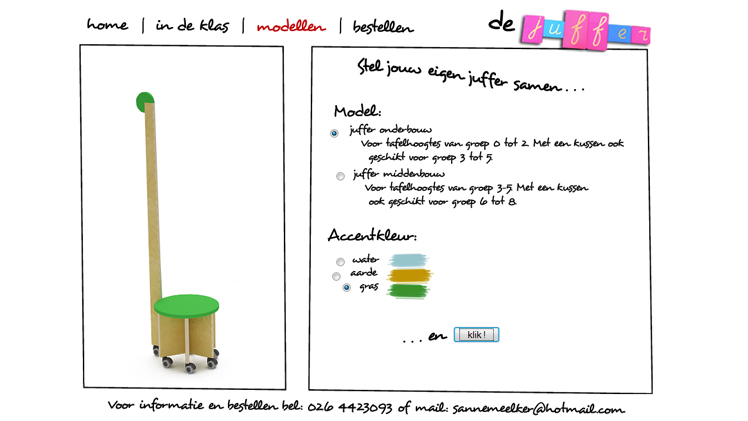 home | in de klas | modellen | bestellen
de juffer
Stel jouw eigen juffer samen...
Model:
juffer onderbouw
Voor tafelhoogtes van groep 0 tot 2. Met een kussen ook
geschikt voor groep 3 tot 5.
juffer middenbouw
Voor tafelhoogtes van groep 3-5. Met een kussen
ook geschikt voor groep 6 tot 8.
Accentkleur:
water
aarde
gras
...en klik!
Voor informatie en bestellen bel: 026 4423093 of mail: sannemeelker@hotmail.com